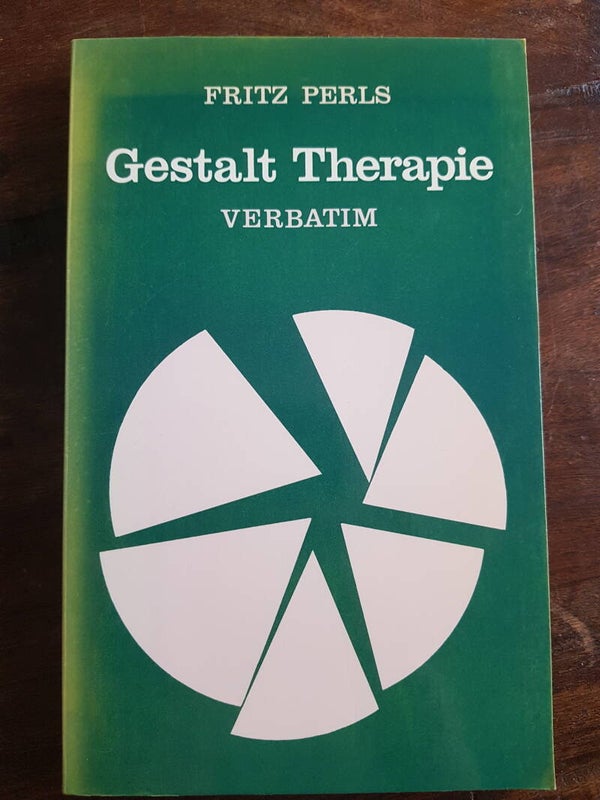 FRITZ PERLS
Gestalt Therapie
VERBATIM